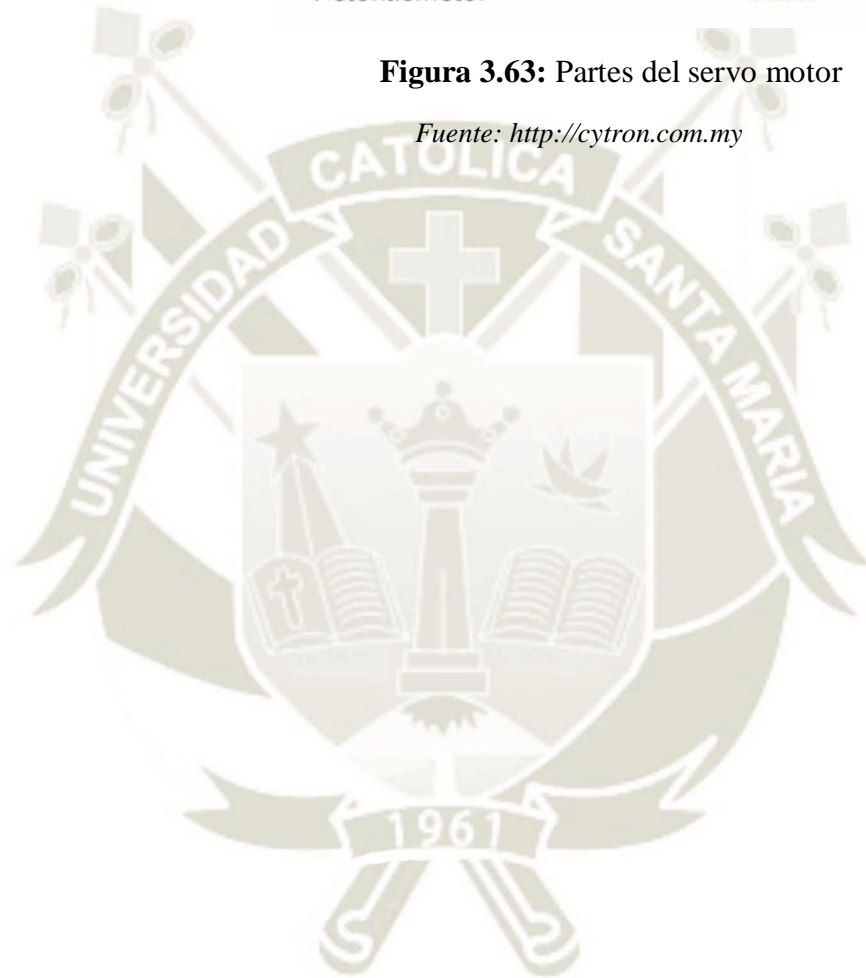 Figura 3.63: Partes del servo motor
Fuente: http://cytron.com.my
CATOLICA
UNIVERSIDAD
SANTA MARIA
1961